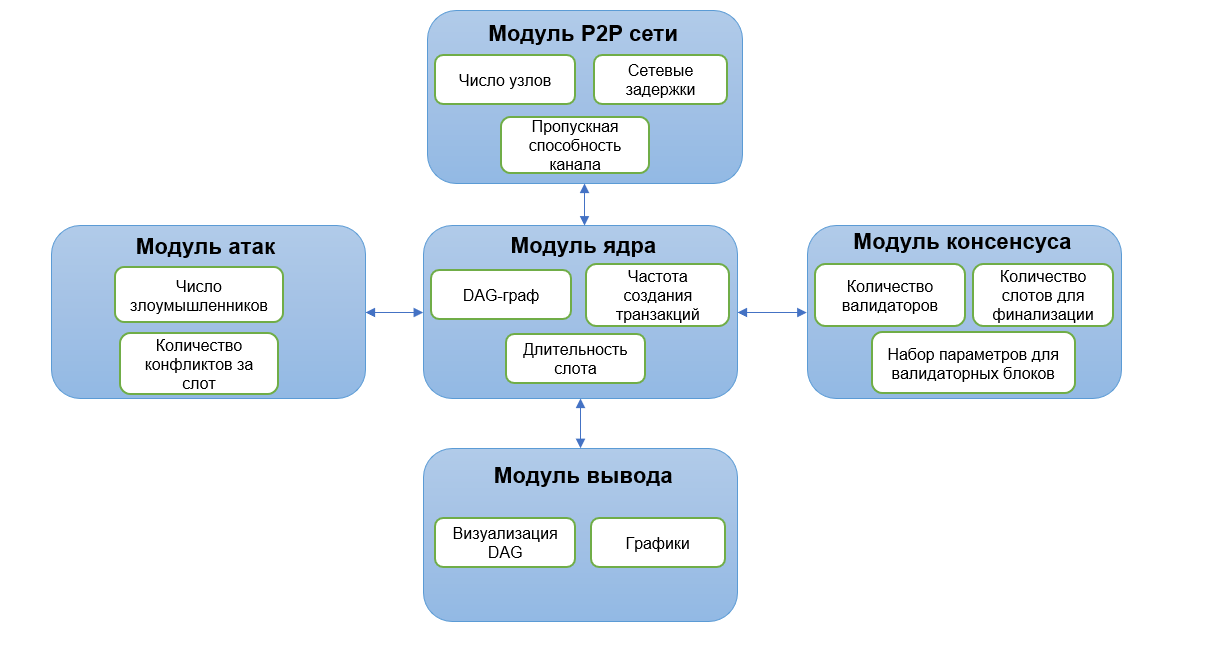 Модуль P2P сети
Число узлов
Сетевые
задержки
Пропускная
способность
канала
Модуль атак
Число
злоумышленников
Количество
конфликтов за
слот
Модуль ядра
DAG-граф
Частота
создания
транзакций
Длительность
слота
Модуль консенсуса
Количество
валидаторов
Количество
слотов для
финализации
Набор параметров для
валидаторных блоков
Модуль вывода
Визуализация
DAG
Графики